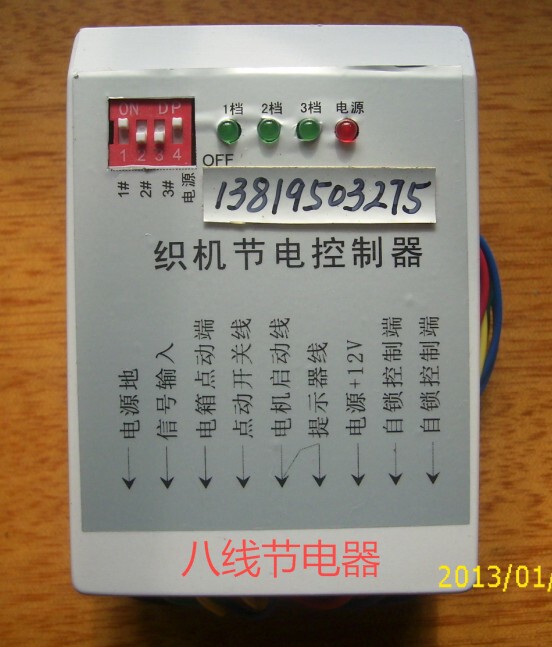 ON DP
1 2 3 4
1# 2# 3# 电源
OFF
1档 2档 3档 电源
13819503275
织机节电控制器
电源地
信号输入
电箱点动端
点动开关线
电机启动线
提示器线
电源+12V
自锁控制端
自锁控制端
八线节电器
2013/01/